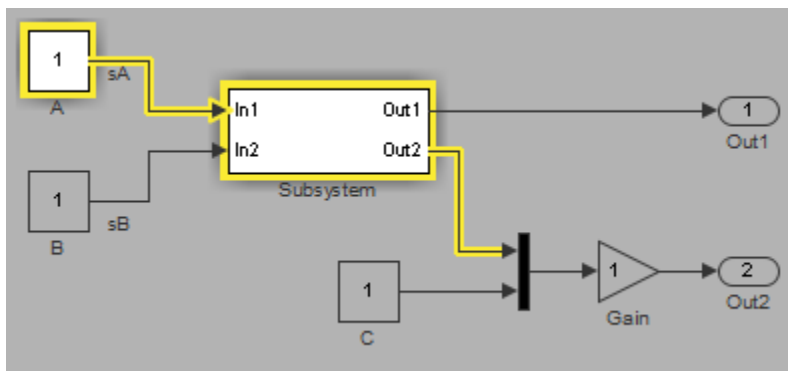 1
sA
A
In1 Out1
In2 Out2
Subsystem
1
Out1
1
sB
B
1
C
1
Gain
2
Out2